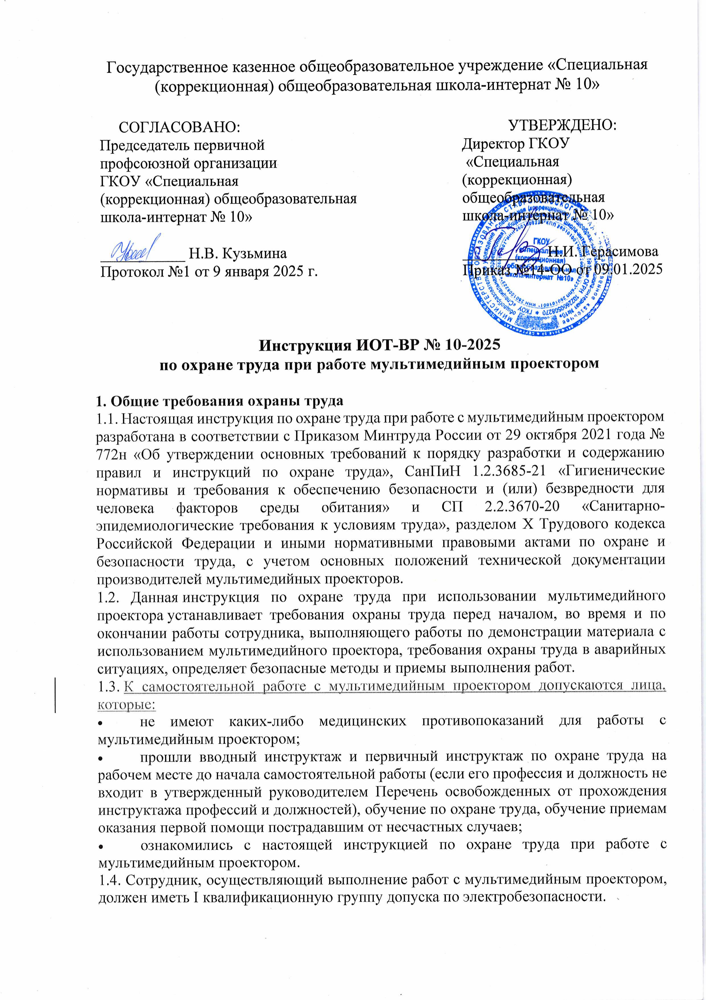 Государственное казенное общеобразовательное учреждение «Специальная
(коррекционная) общеобразовательная школа-интернат № 10»
СОГЛАСОВАНО:
Председатель первичной
профсоюзной организации
ГКОУ «Специальная
(коррекционная) общеобразовательная
школа-интернат № 10»
Н.В. Кузьмина
Протокол №1 от 9 января 2025 г.
УТВЕРЖДЕНО:
Директор ГКОУ
«Специальная
(коррекционная)
общеобразовательная
школа-интернат № 10»
Н.И. Герасимова
Приказ №14-ОО от 09.01.2025
ГКОУ
«Специальная
(коррекционная)
общеобразовательная
школа-интернат №10»
Инструкция ИОТ-ВР № 10-2025
по охране труда при работе мультимедийным проектором
1. Общие требования охраны труда
1.1. Настоящая инструкция по охране труда при работе с мультимедийным проектором
разработана в соответствии с Приказом Минтруда России от 29 октября 2021 года №
772н «Об утверждении основных требований к порядку разработки и содержанию
правил и инструкций по охране труда», СанПиН 1.2.3685-21 «Гигиенические
нормативы и требования к обеспечению безопасности и (или) безвредности для
человека факторов среды обитания» и СП 2.2.3670-20 «Санитарно-
эпидемиологические требования к условиям труда», разделом X Трудового кодекса
Российской Федерации и иными нормативными правовыми актами по охране и
безопасности труда, с учетом основных положений технической документации
производителей мультимедийных проекторов.
1.2. Данная инструкция по охране труда при использовании мультимедийного
проектора устанавливает требования охраны труда перед началом, во время и по
окончании работы сотрудника, выполняющего работы по демонстрации материала с
использованием мультимедийного проектора, требования охраны труда в аварийных
ситуациях, определяет безопасные методы и приемы выполнения работ.
1.3. К самостоятельной работе с мультимедийным проектором допускаются лица,
которые:
• не имеют каких-либо медицинских противопоказаний для работы с
мультимедийным проектором;
• прошли вводный инструктаж и первичный инструктаж по охране труда на
рабочем месте до начала самостоятельной работы (если его профессия и должность не
входит в утвержденный руководителем Перечень освобожденных от прохождения
инструктажа профессий и должностей), обучение по охране труда, обучение приемам
оказания первой помощи пострадавшим от несчастных случаев;
• ознакомились с настоящей инструкцией по охране труда при работе с
мультимедийным проектором.
1.4. Сотрудник, осуществляющий выполнение работ с мультимедийным проектором,
должен иметь I квалификационную группу допуска по электробезопасности.